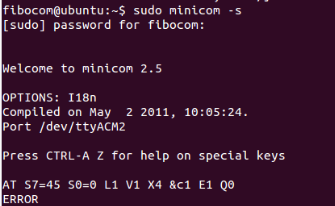 fibocom@ubuntu:~$ sudo minicom -s
[sudo] password for fibocom:
Welcome to minicom 2.5
OPTIONS: I18n
Compiled on May  2 2011, 10:05:24.
Port /dev/ttyACM2
Press CTRL-A Z for help on special keys
AT S7=45 S0=0 L1 V1 X4 &c1 E1 Q0
ERROR